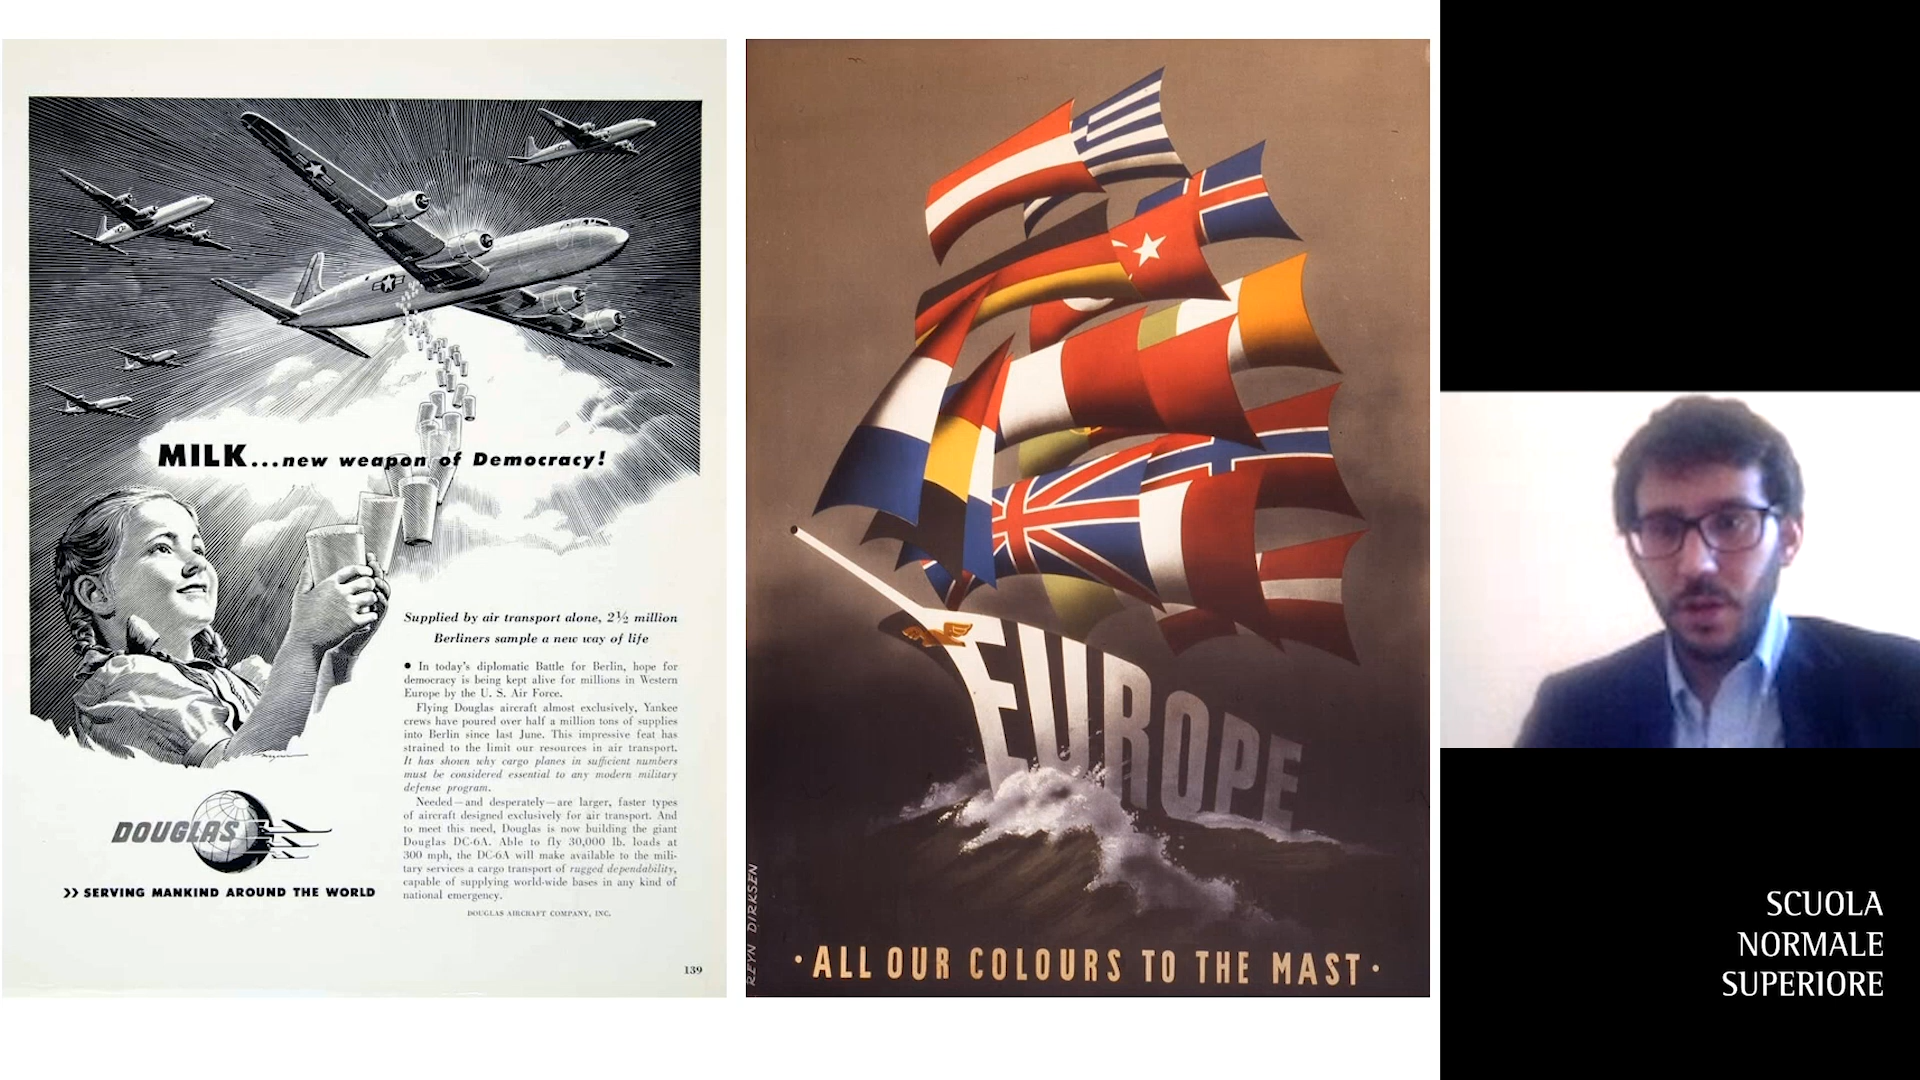 MILK...new weapon of Democracy!
Supplied by air transport alone, 2½ million
Berliners sample a new way of life
• In today's diplomatic Battle for Berlin, hope for
democracy is being kept alive for millions in Western
Europe by the U. S. Air Force.
Flying Douglas aircraft almost exclusively, Yankee
crews have poured over half a million tons of supplies
into Berlin since last June. This impressive feat has
strained to the limit our resources in air transport.
It has shown why cargo planes in sufficient numbers
must be considered essential to any modern military
defense program.
Needed—and desperately—are larger, faster types
of aircraft designed exclusively for air transport. And
to meet this need, Douglas is now building the giant
Douglas DC-6A. Able to fly 30,000 lb. loads at
300 mph, the DC-6A will make available to the mili-
tary services a cargo transport of rugged dependability,
capable of supplying world-wide bases in any kind of
national emergency.
DOUGLAS AIRCRAFT COMPANY, INC.
DOUGLAS
>> SERVING MANKIND AROUND THE WORLD
139
EUROPE
REYN DIRKSEN
• ALL OUR COLOURS TO THE MAST •
SCUOLA
NORMALE
SUPERIORE